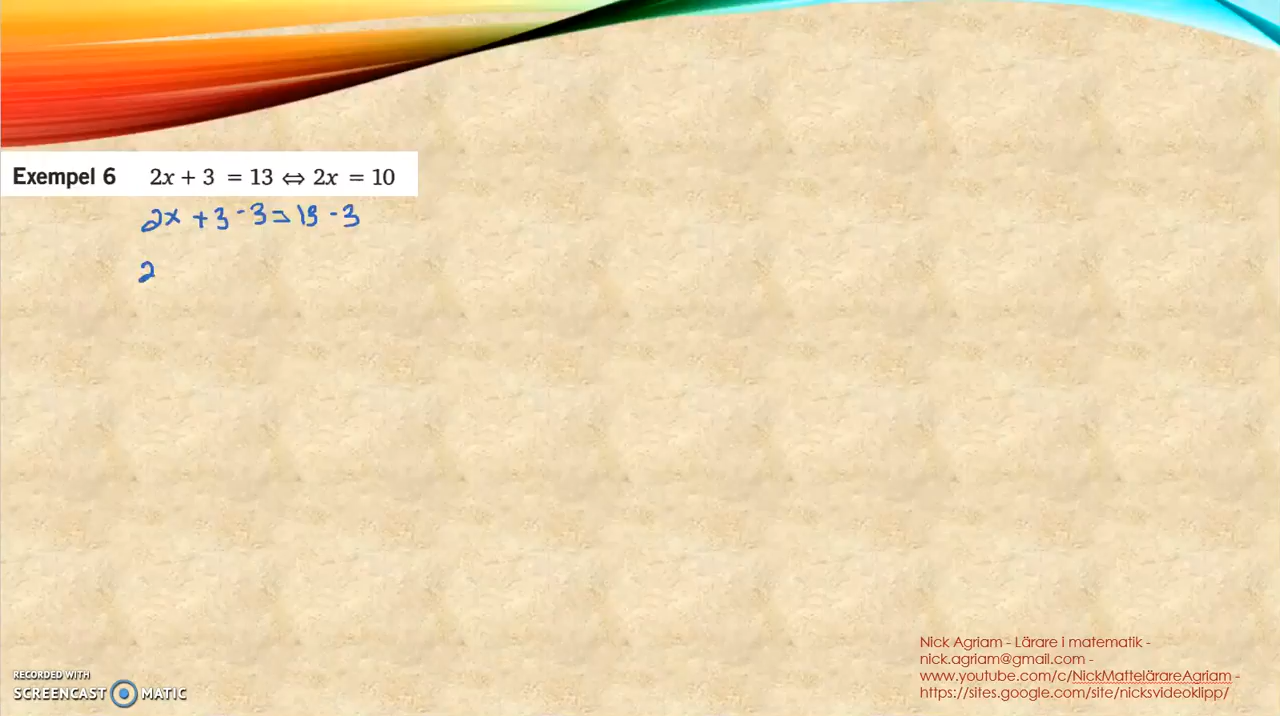 Exempel 6 2x + 3 = 13 ⇔ 2x = 10
2x + 3 - 3 = 13 - 3
2
Nick Agriam - Lärare i matematik -
nick.agriam@gmail.com -
www.youtube.com/c/NickMattelärareAgriam -
https://sites.google.com/site/nicksvideoklipp/
RECORDED WITH
SCREENCAST MATIC